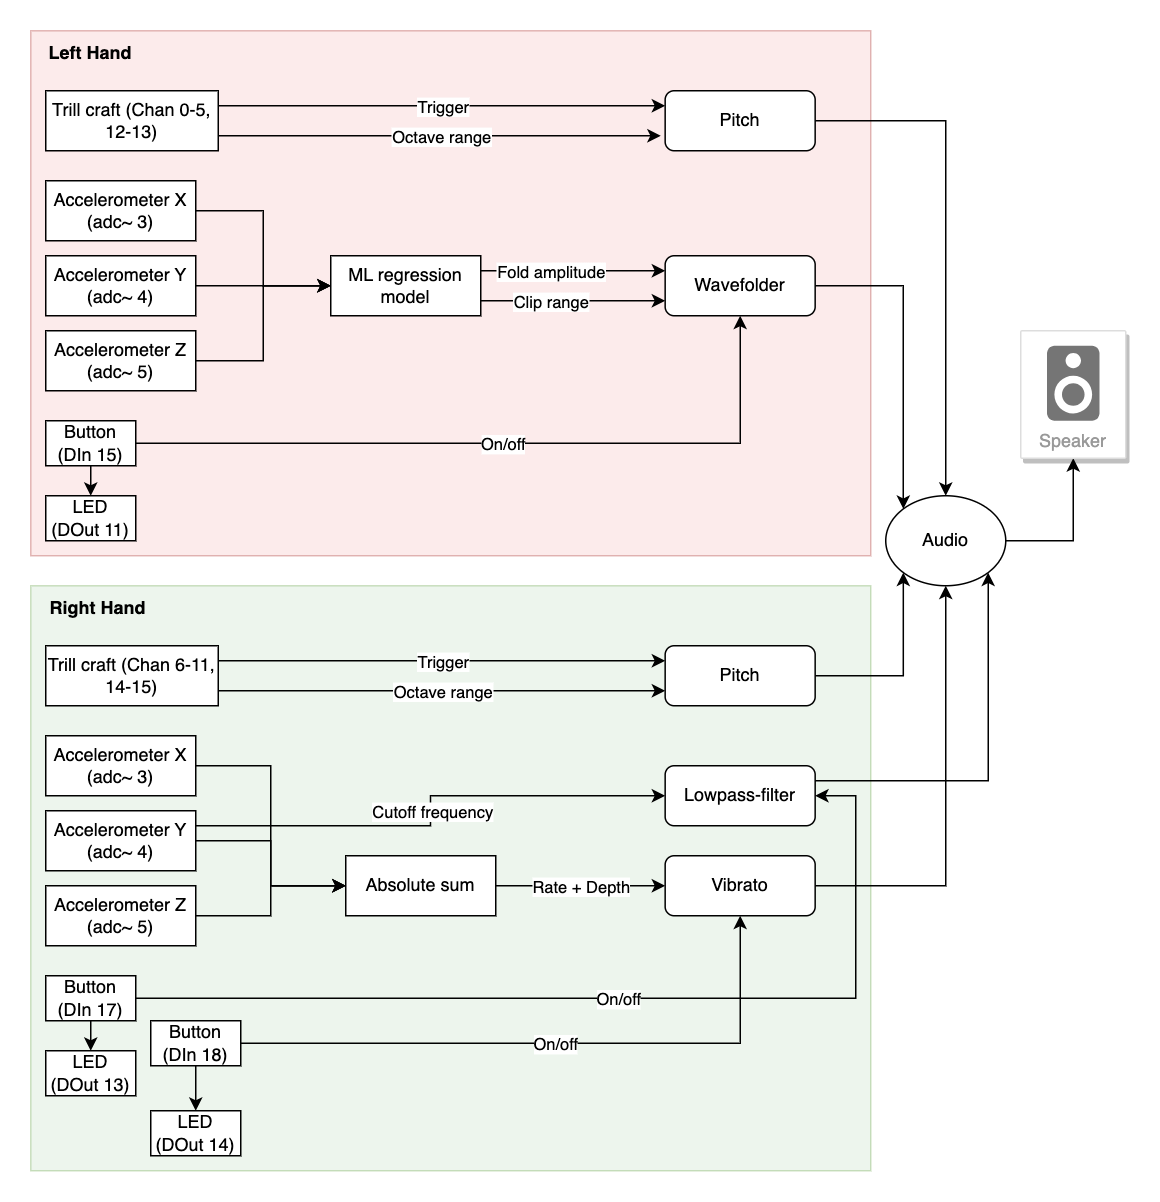 Left Hand
Trill craft (Chan 0-5,
12-13)
Trigger
Octave range
Pitch
Accelerometer X
(adc~ 3)
Accelerometer Y
(adc~ 4)
Accelerometer Z
(adc~ 5)
ML regression
model
Fold amplitude
Clip range
Wavefolder
Button
(DIn 15)
On/off
LED
(DOut 11)
Speaker
Audio
Right Hand
Trill craft (Chan 6-11,
14-15)
Trigger
Octave range
Pitch
Accelerometer X
(adc~ 3)
Accelerometer Y
(adc~ 4)
Accelerometer Z
(adc~ 5)
Cutoff frequency
Lowpass-filter
Absolute sum
Rate + Depth
Vibrato
Button
(DIn 17)
On/off
LED
(DOut 13)
Button
(DIn 18)
On/off
LED
(DOut 14)